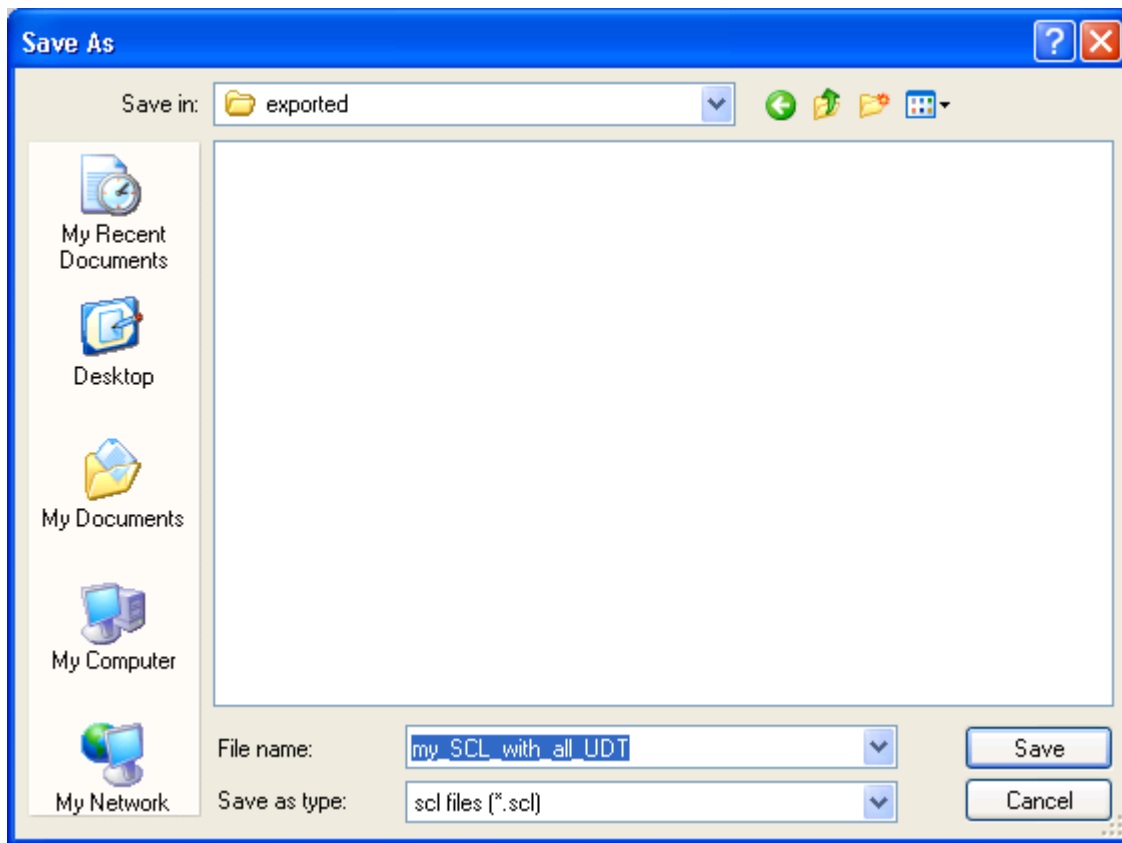 Save As
Save in: exported
My Recent
Documents
Desktop
My Documents
My Computer
My Network
File name: my_SCL_with_all_UDT Save
Save as type: scl files (*.scl) Cancel